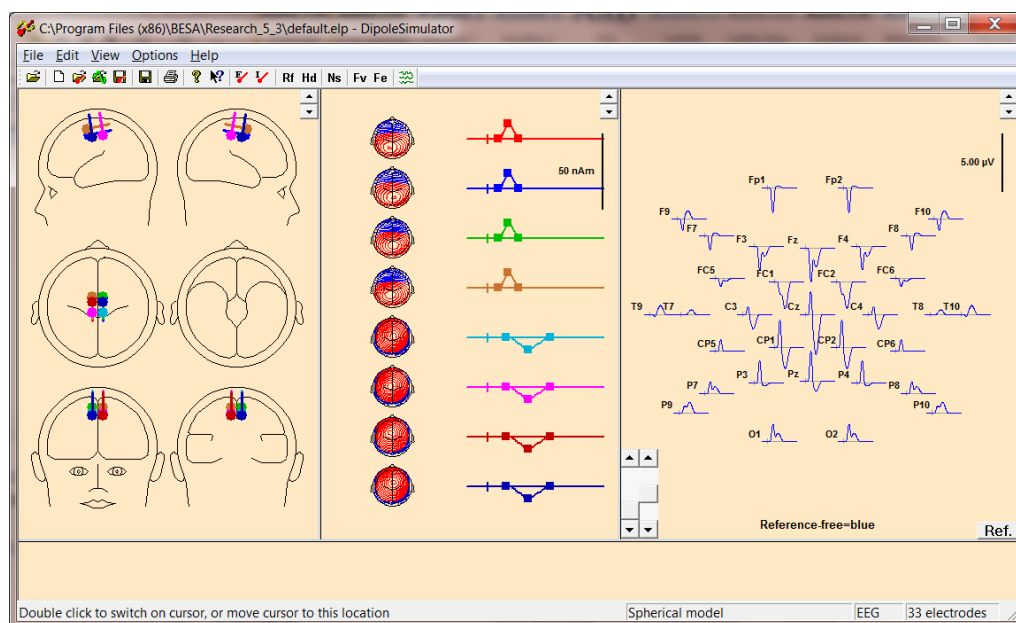 C:\Program Files (x86)\BESA\Research_5_3\default.elp - DipoleSimulator
File Edit View Options Help
Rf Hd Ns Fv Fe
50 nAm
5.00 µV
Fp1 Fp2
F9 F10
F7 F8
F3 Fz F4
FC5 FC1 FC2 FC6
T9 T7 C3 Cz C4 T8 T10
CP5 CP1 CP2 CP6
P7 P3 Pz P4 P8
P9 P10
O1 O2
Reference-free=blue
Ref.
Double click to switch on cursor, or move cursor to this location Spherical model EEG 33 electrodes